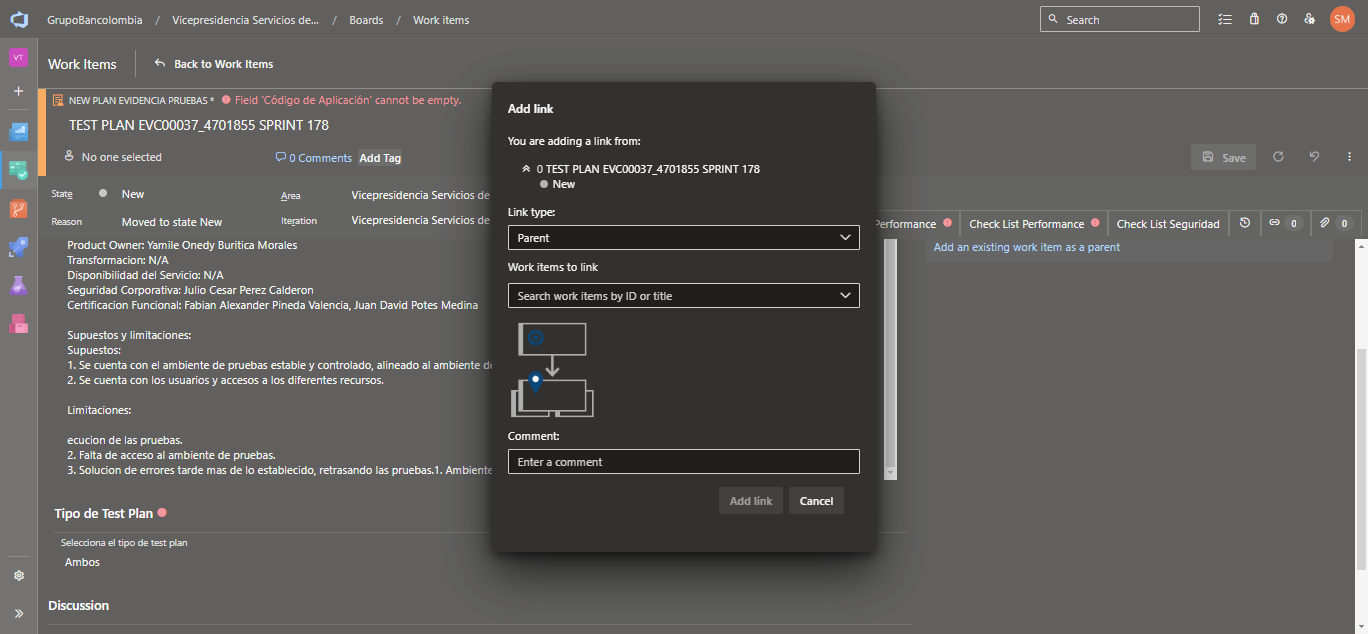 GrupoBancolombia / Vicepresidencia Servicios de... / Boards / Work items
Search
SM
VT
Work Items
Back to Work Items
NEW PLAN EVIDENCIA PRUEBAS * Field 'Código de Aplicación' cannot be empty.
TEST PLAN EVC00037_4701855 SPRINT 178
No one selected
0 Comments
Add Tag
Save
State New
Area Vicepresidencia Servicios de
Reason Moved to state New
Iteration Vicepresidencia Servicios de
Performance
Check List Performance
Check List Seguridad
0
0
Product Owner: Yamile Onedy Buritica Morales
Transformacion: N/A
Disponibilidad del Servicio: N/A
Seguridad Corporativa: Julio Cesar Perez Calderon
Certificacion Funcional: Fabian Alexander Pineda Valencia, Juan David Potes Medina
Supuestos y limitaciones:
Supuestos:
1. Se cuenta con el ambiente de pruebas estable y controlado, alineado al ambiente de
2. Se cuenta con los usuarios y accesos a los diferentes recursos.
Limitaciones:
ecucion de las pruebas.
2. Falta de acceso al ambiente de pruebas.
3. Solucion de errores tarde mas de lo establecido, retrasando las pruebas.1. Ambiente
Tipo de Test Plan
Selecciona el tipo de test plan
Ambos
Discussion
Add an existing work item as a parent
Add link
You are adding a link from:
0 TEST PLAN EVC00037_4701855 SPRINT 178
New
Link type:
Parent
Work items to link
Search work items by ID or title
Comment:
Enter a comment
Add link
Cancel